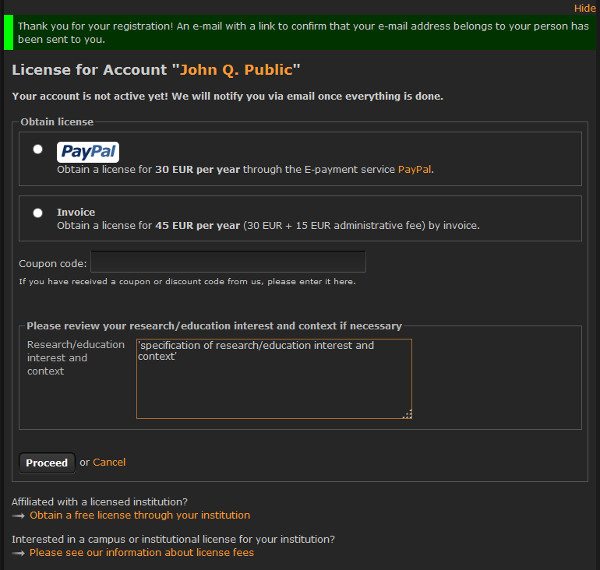 Hide
Thank you for your registration! An e-mail with a link to confirm that your e-mail address belongs to your person has
been sent to you.
License for Account "John Q. Public"
Your account is not active yet! We will notify you via email once everything is done.
Obtain license
PayPal
Obtain a license for 30 EUR per year through the E-payment service PayPal.
Invoice
Obtain a license for 45 EUR per year (30 EUR + 15 EUR administrative fee) by invoice.
Coupon code:
If you have received a coupon or discount code from us, please enter it here.
Please review your research/education interest and context if necessary
Research/education
interest and
context
'specification of research/education interest and
context'
Proceed or Cancel
Affiliated with a licensed institution?
→ Obtain a free license through your institution
Interested in a campus or institutional license for your institution?
→ Please see our information about license fees